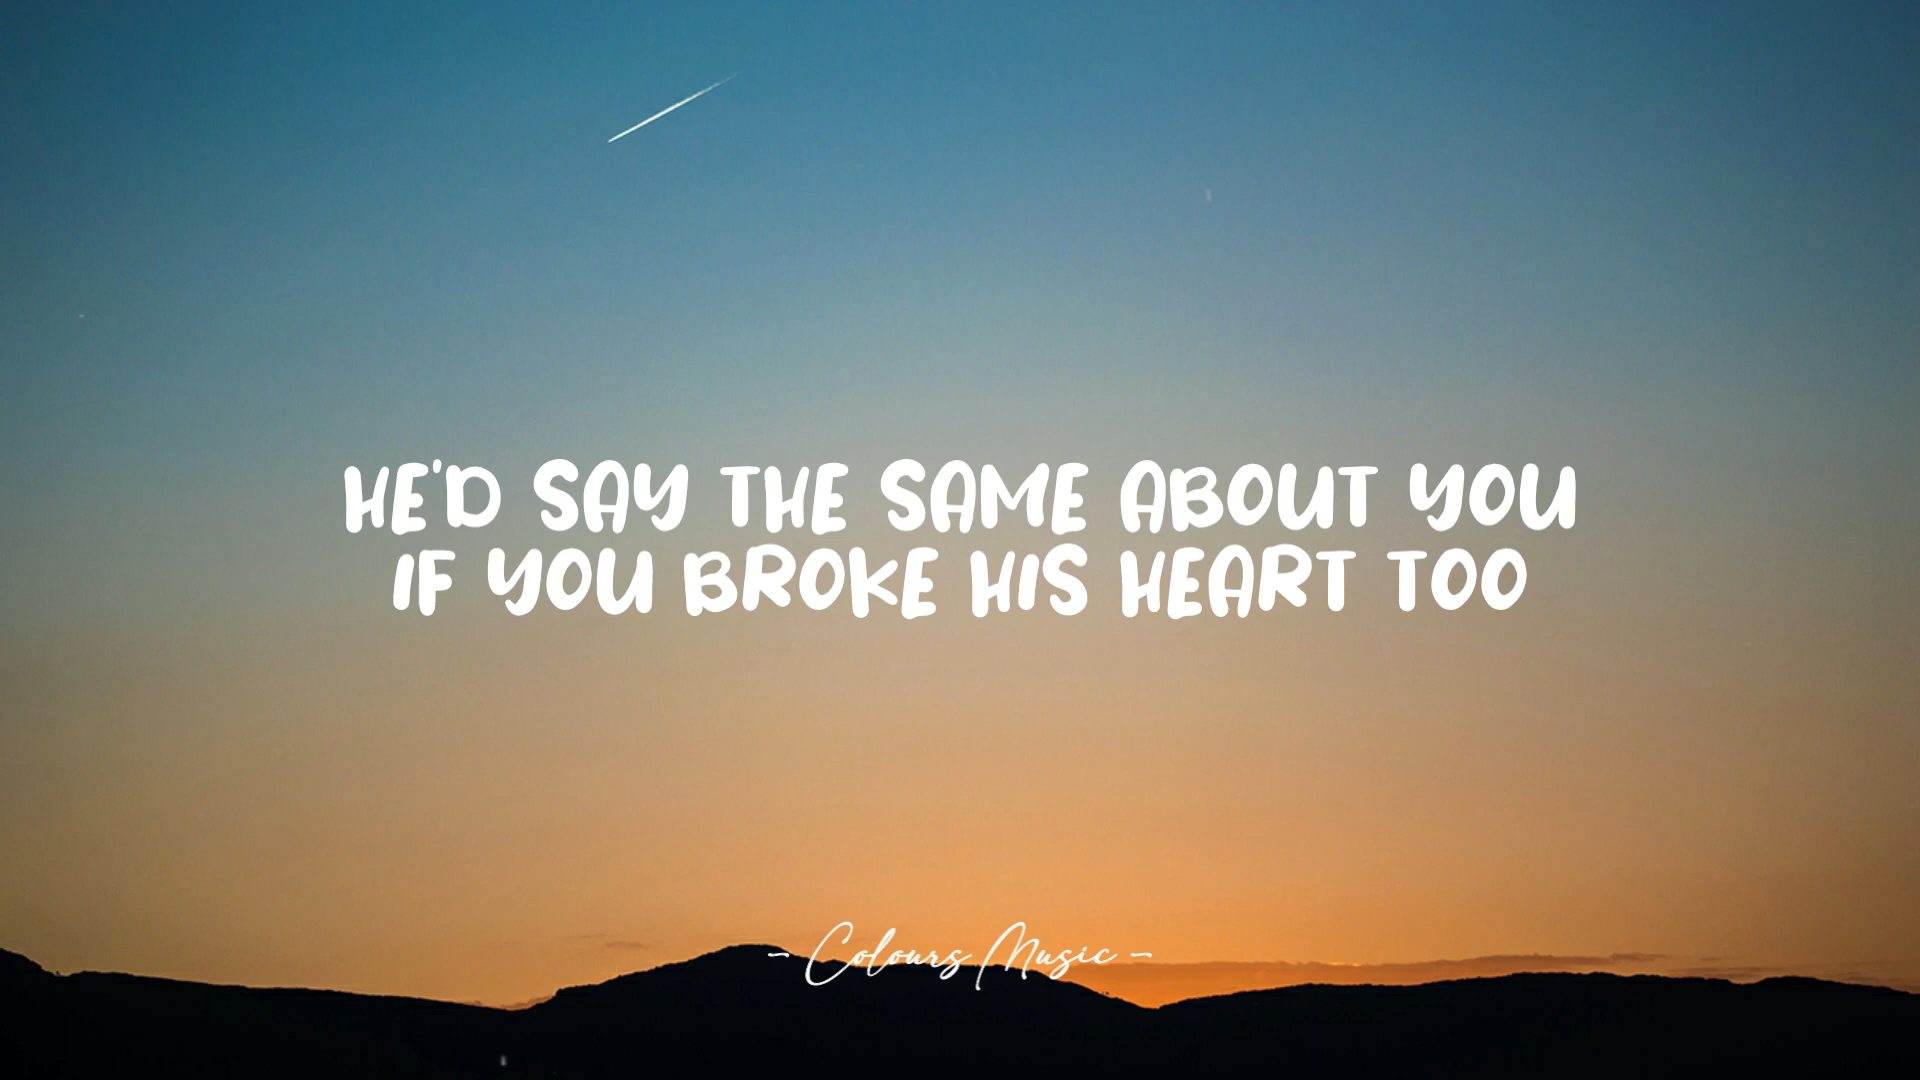 HE'D SAY THE SAME ABOUT YOU
IF YOU BROKE HIS HEART TOO
- Colours Music -